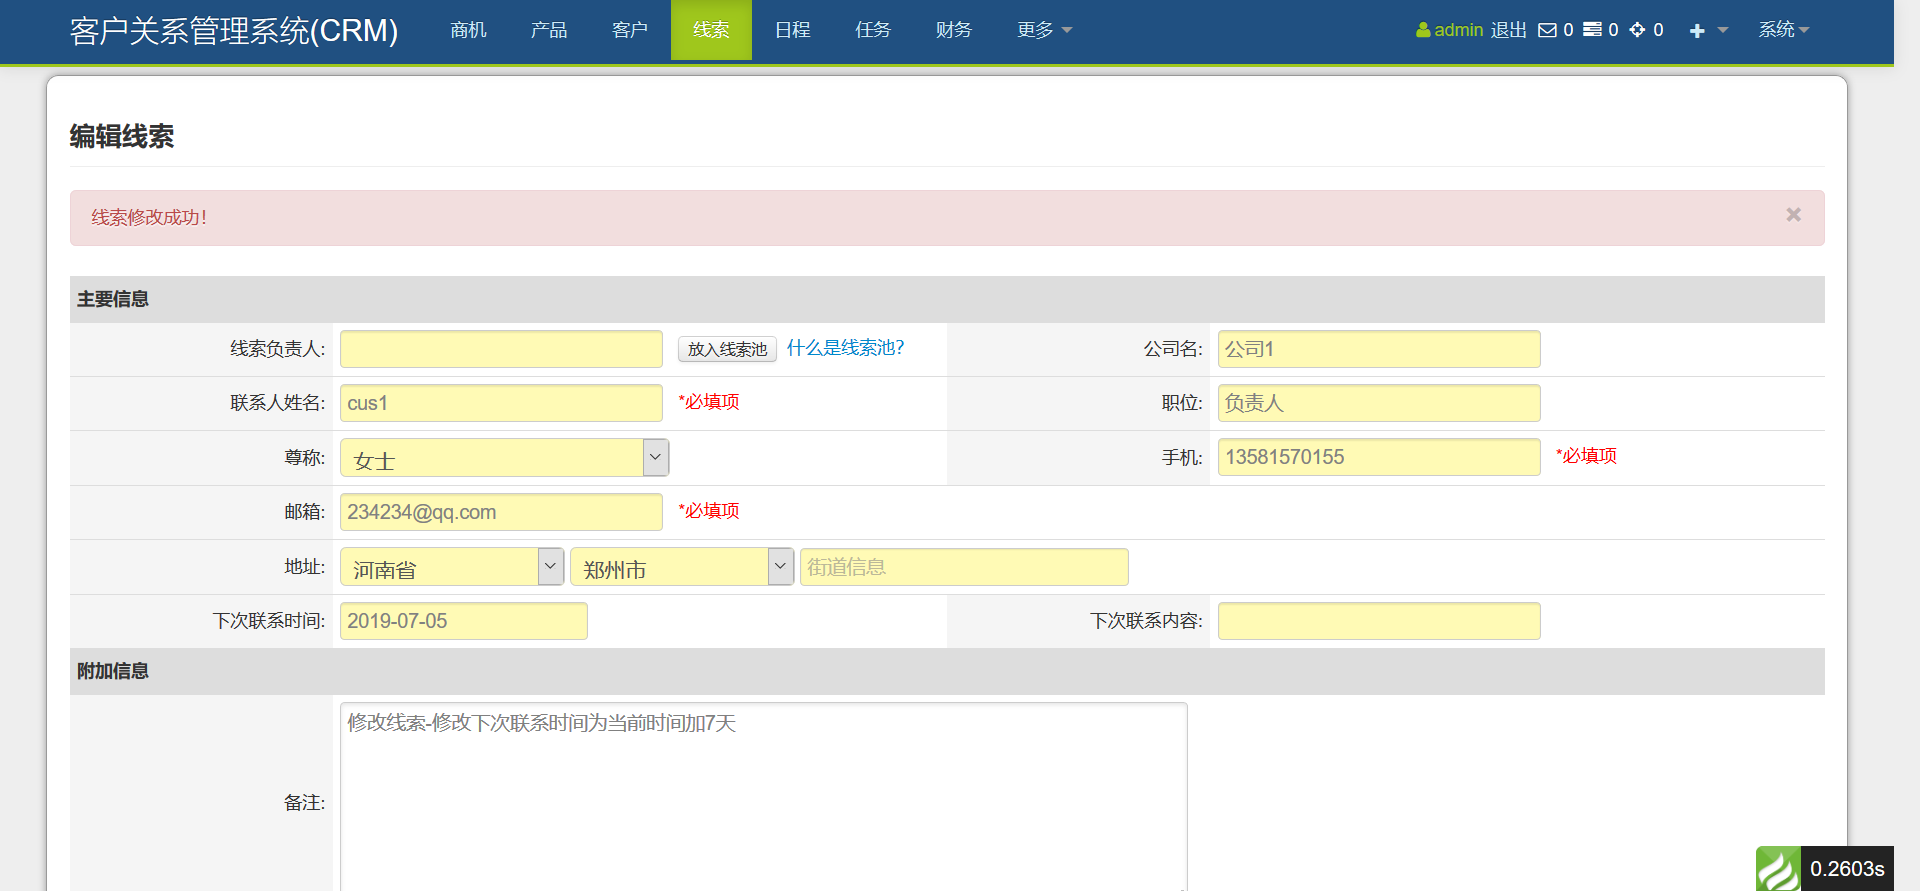 客户关系管理系统(CRM) 商机 产品 客户 线索 日程 任务 财务 更多 admin 退出 0 0 0 系统
编辑线索
线索修改成功！
主要信息
线索负责人: 放入线索池 什么是线索池？ 公司名: 公司1
联系人姓名: cus1 *必填项 职位: 负责人
尊称: 女士 手机: 13581570155 *必填项
邮箱: 234234@qq.com *必填项
地址: 河南省 郑州市 街道信息
下次联系时间: 2019-07-05 下次联系内容:
附加信息
备注: 修改线索-修改下次联系时间为当前时间加7天
0.2603s